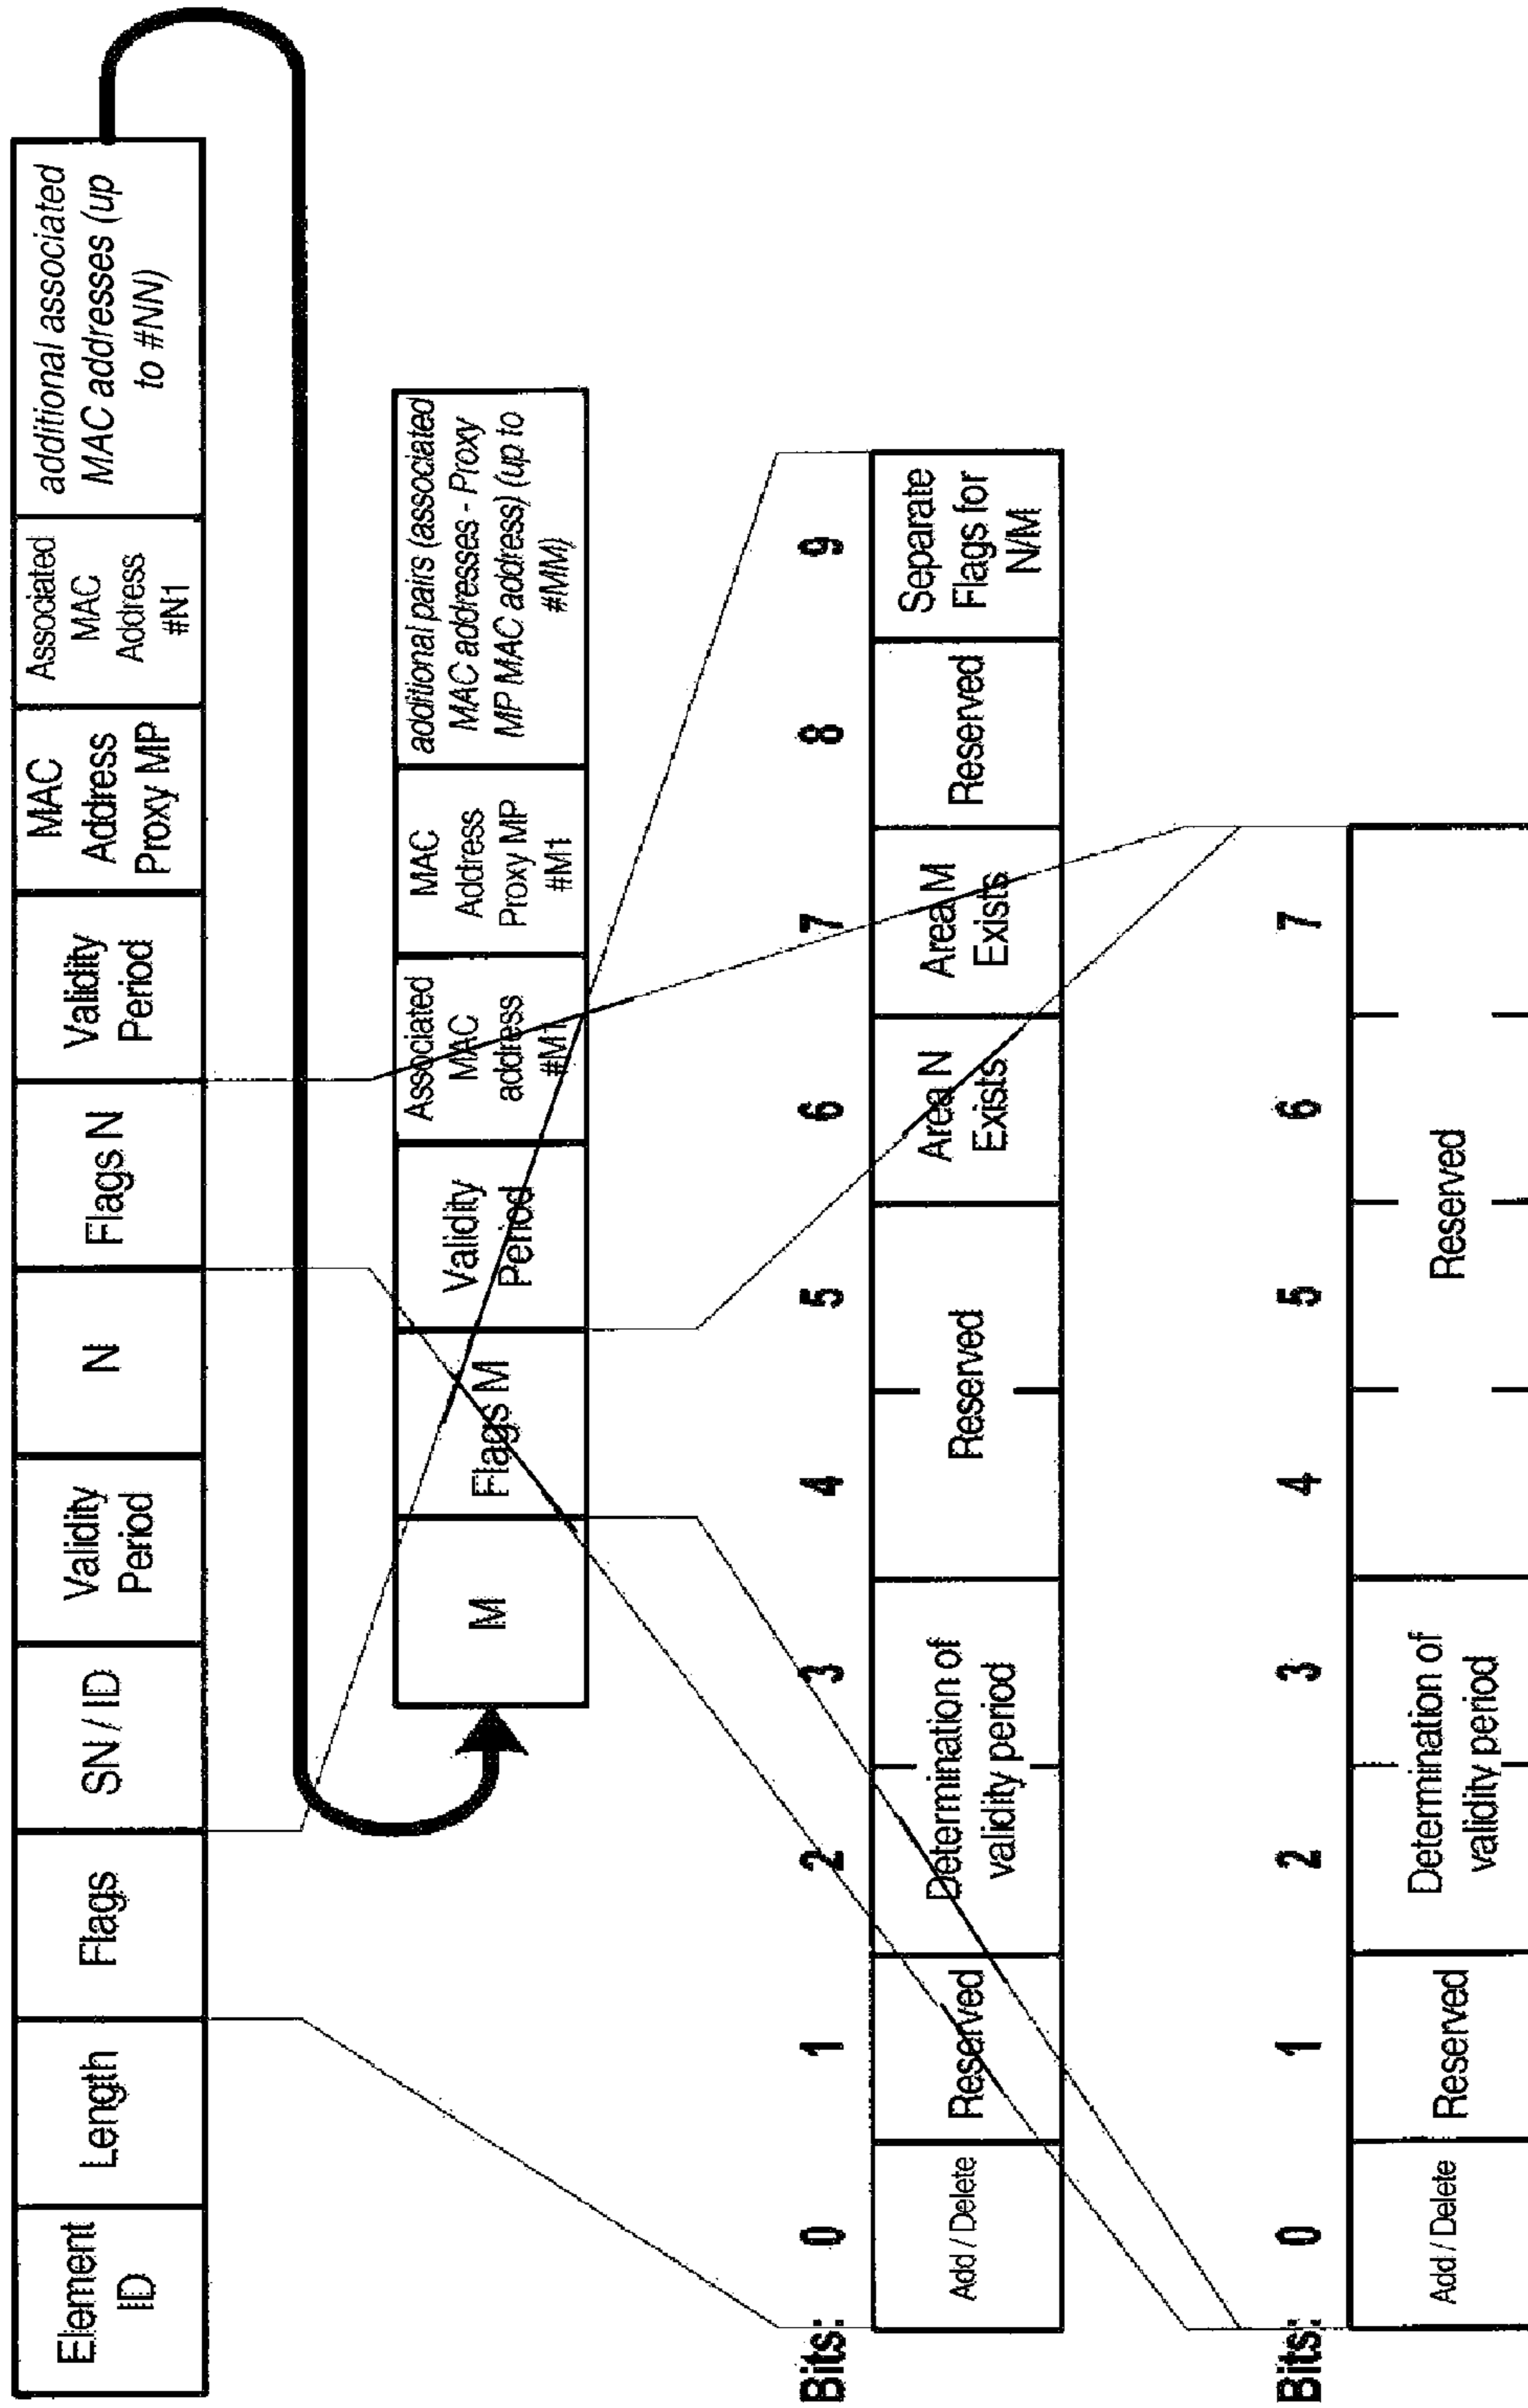 Element
ID
Length
Flags
SN / ID
Validity
Period
N
Flags N
Validity
Period
MAC
Address
Proxy MP
Associated
MAC
Address
#N1
additional associated
MAC addresses (up
to #NN)
M
Flags M
Validity
Period
Associated
MAC
address
#M1
MAC
Address
Proxy MP
#M1
additional pairs (associated
MAC addresses - Proxy
MP MAC address) (up to
#MM)
Bits: 0 1 2 3 4 5 6 7 8 9
Add / Delete
Reserved
Determination of
validity period
Reserved
Area N
Exists
Area M
Exists
Reserved
Separate
Flags for
N/M
Bits: 0 1 2 3 4 5 6 7
Add / Delete
Reserved
Determination of
validity period
Reserved